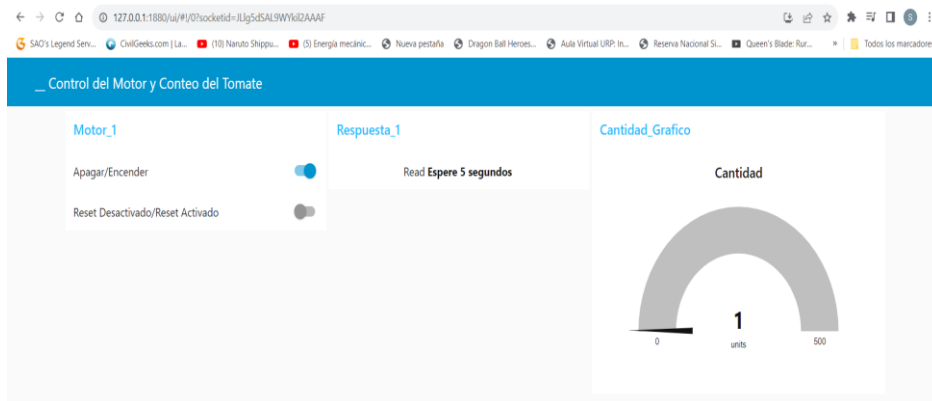 127.0.0.1:1880/ui/#!/0?socketid=JLlg5dSAL9WYkil2AAAF
S
SAO's Legend Serv... CivilGeeks.com | La... (10) Naruto Shippu... (5) Energía mecánic... Nueva pestaña Dragon Ball Heroes... Aula Virtual URP: In... Reserva Nacional Si... Queen's Blade: Rur... » Todos los marcadores
__ Control del Motor y Conteo del Tomate
Motor_1
Apagar/Encender
Reset Desactivado/Reset Activado
Respuesta_1
Read Espere 5 segundos
Cantidad_Grafico
Cantidad
1
0 units 500